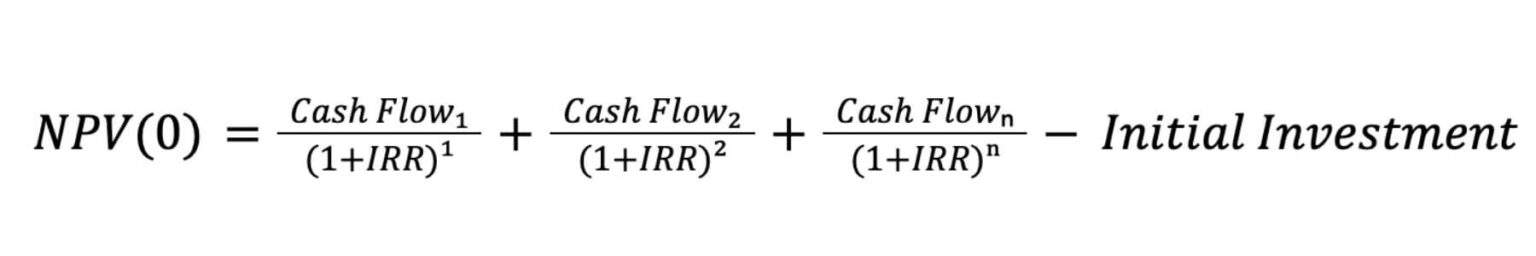 NPV(0) = Cash Flow₁/(1+IRR)¹ + Cash Flow₂/(1+IRR)² + Cash Flowₙ/(1+IRR)ⁿ − Initial Investment